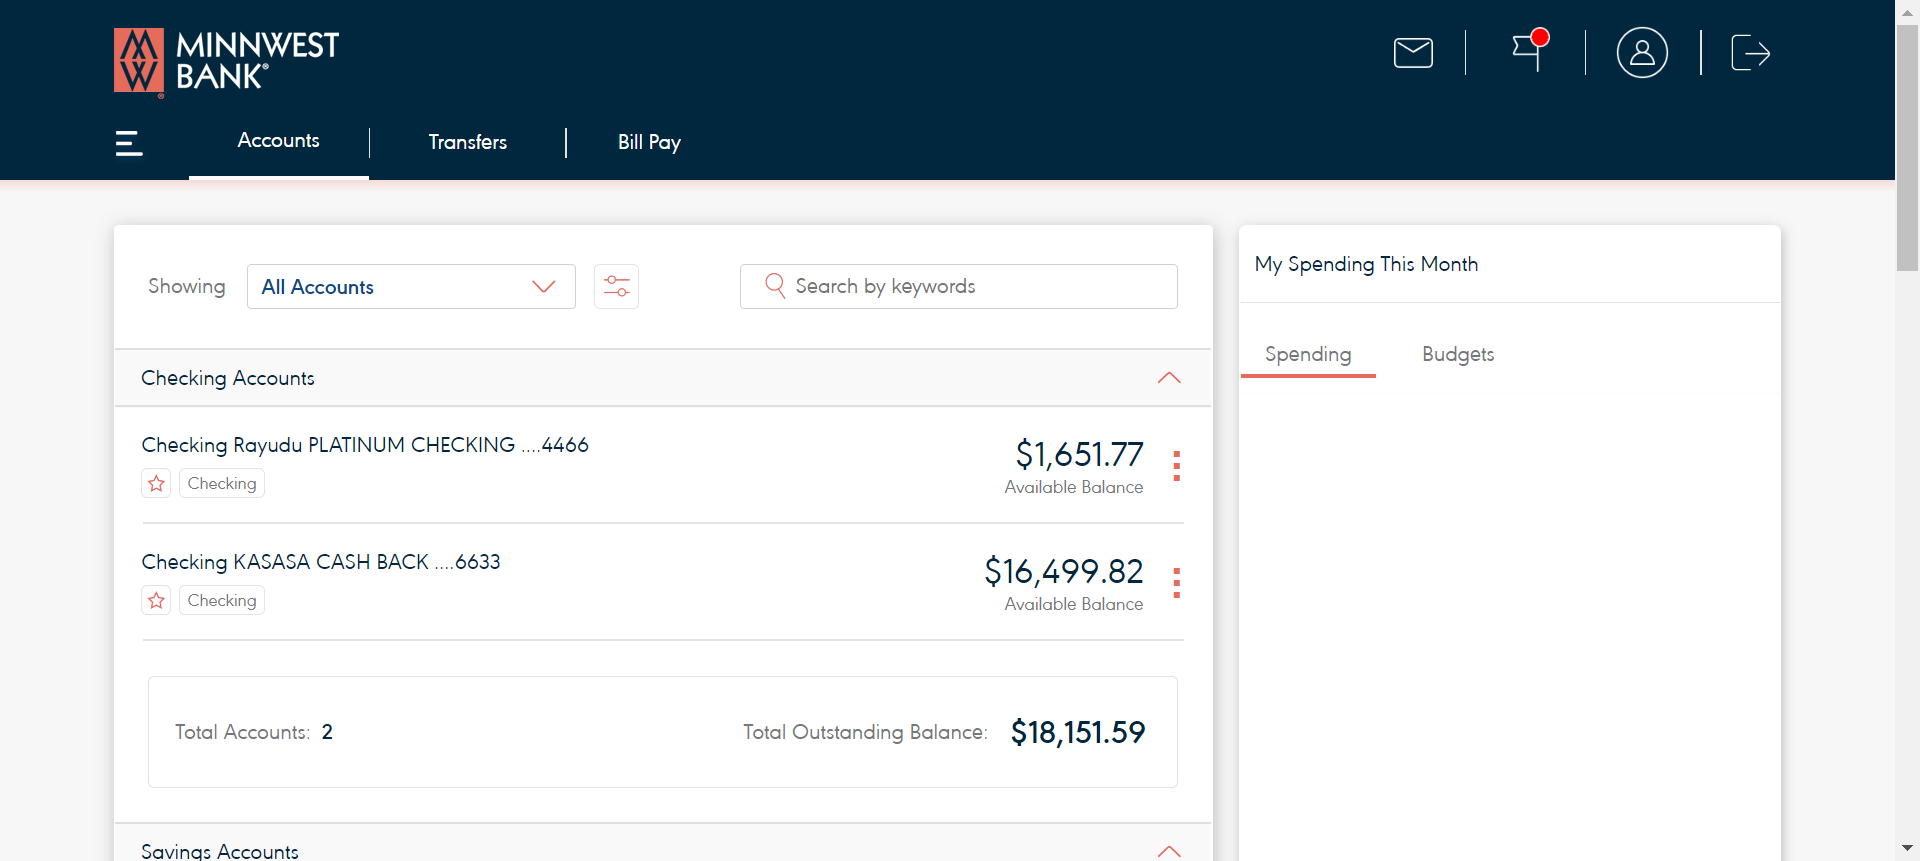 MINNWEST
BANK®
Accounts
Transfers
Bill Pay
Showing
All Accounts
Search by keywords
My Spending This Month
Spending
Budgets
Checking Accounts
Checking Rayudu PLATINUM CHECKING ....4466
$1,651.77
Checking
Available Balance
Checking KASASA CASH BACK ....6633
$16,499.82
Checking
Available Balance
Total Accounts: 2
Total Outstanding Balance: $18,151.59
Savings Accounts